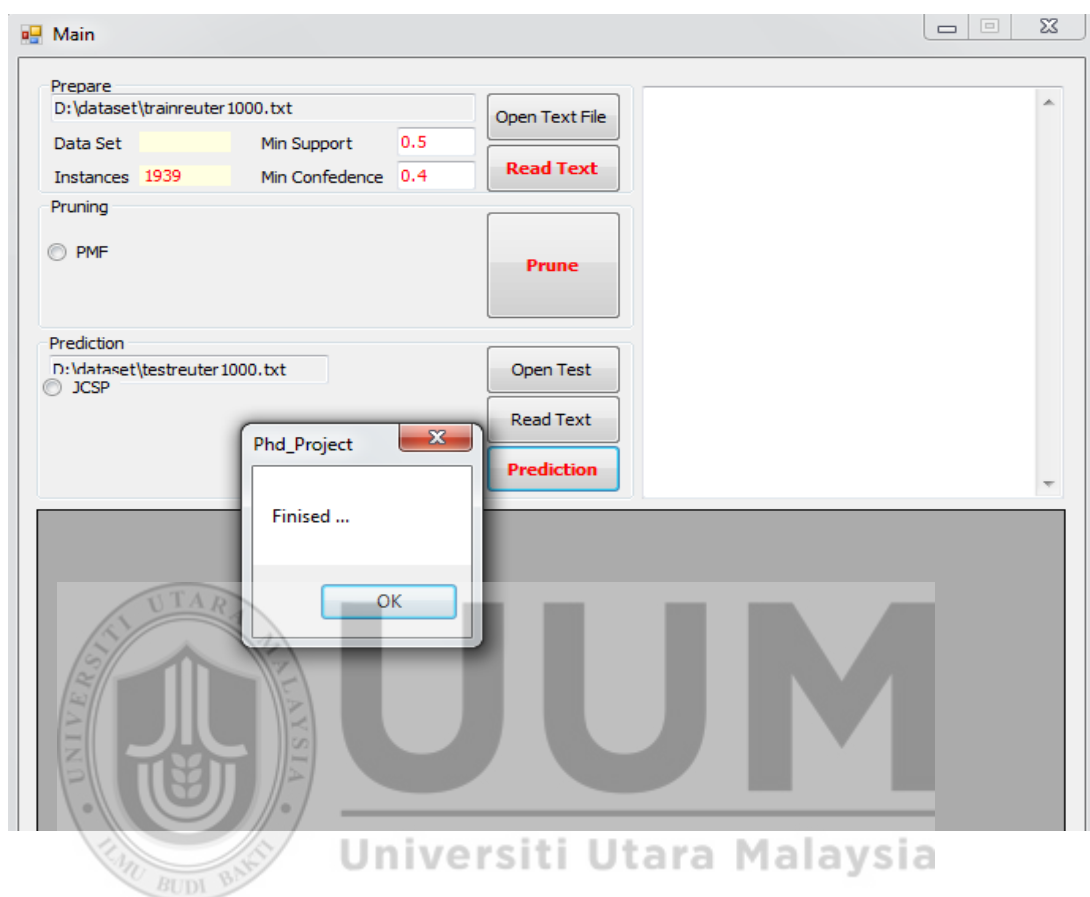 Main
Prepare
D:\dataset\trainreuter1000.txt
Open Text File
Data Set
Min Support 0.5
Instances 1939
Min Confedence 0.4
Read Text
Pruning
PMF
Prune
Prediction
D:\dataset\testreuter1000.txt
Open Test
JCSP
Read Text
Prediction
Phd_Project
Finised ...
OK
UNIVERSITI UTARA MALAYSIA
ILMU BUDI BAKTI
UUM
Universiti Utara Malaysia